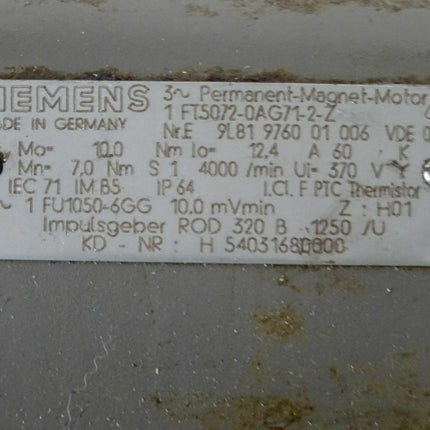 SIEMENS 3~ Permanent-Magnet-Motor
MADE IN GERMANY 1 FT5072-0AG71-2-Z
Nr.E 9L81 9760 01 006 VDE 0
Mo= 10.0 Nm Io= 12,4 A 60 K
Mn= 7,0 Nm S 1 4000 /min Ui= 370 V Y
IEC 71 IM B5 IP 64 I.Cl. F PTC Thermistor
~ 1 FU1050-6GG 10.0 mV/min Z : H01
Impulsgeber ROD 320 B 1250 /U
KD - NR : H 54031680000